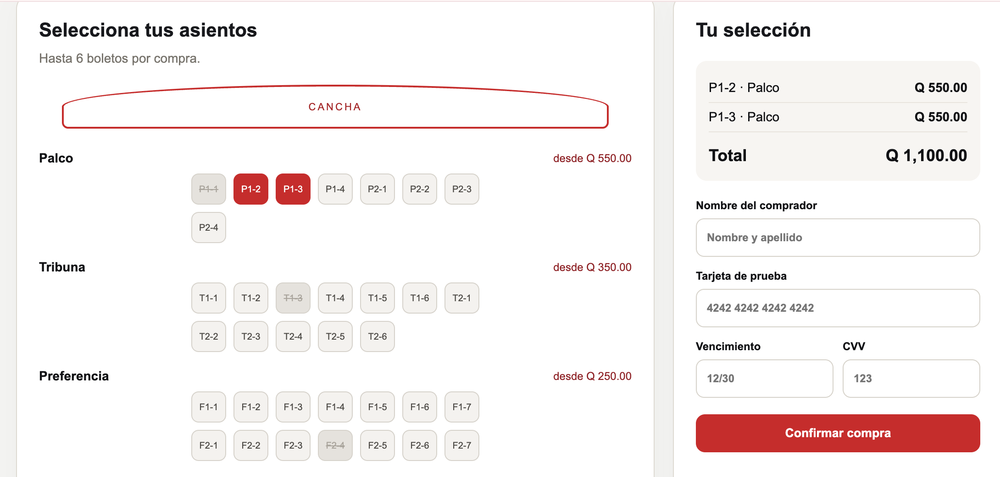 Selecciona tus asientos
Hasta 6 boletos por compra.
CANCHA
Palco desde Q 550.00
P1-1 P1-2 P1-3 P1-4 P2-1 P2-2 P2-3
P2-4
Tribuna desde Q 350.00
T1-1 T1-2 T1-3 T1-4 T1-5 T1-6 T2-1
T2-2 T2-3 T2-4 T2-5 T2-6
Preferencia desde Q 250.00
F1-1 F1-2 F1-3 F1-4 F1-5 F1-6 F1-7
F2-1 F2-2 F2-3 F2-4 F2-5 F2-6 F2-7
Tu selección
P1-2 · Palco Q 550.00
P1-3 · Palco Q 550.00
Total Q 1,100.00
Nombre del comprador
Nombre y apellido
Tarjeta de prueba
4242 4242 4242 4242
Vencimiento CVV
12/30 123
Confirmar compra